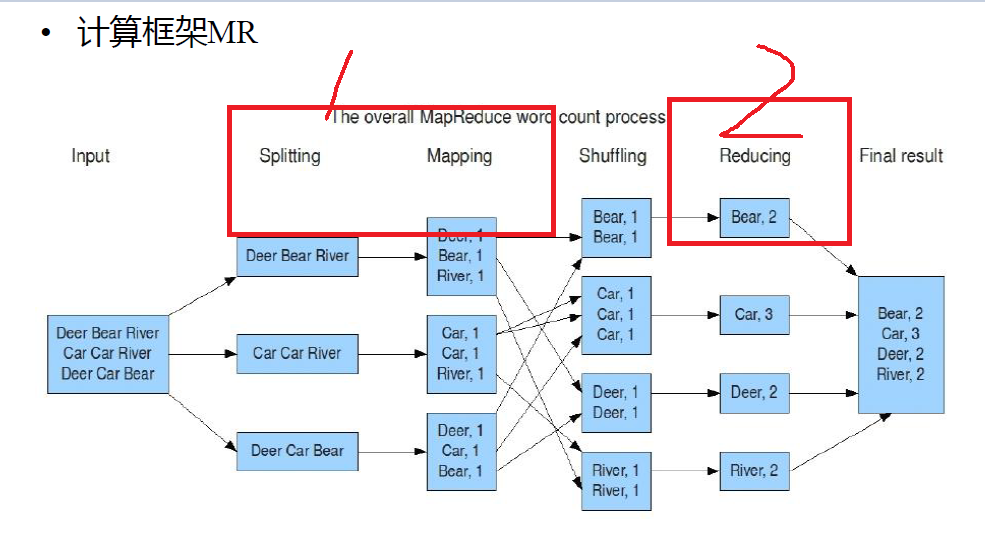 • 计算框架MR
1
2
The overall MapReduce word count process
Input
Splitting
Mapping
Shuffling
Reducing
Final result
Deer Bear River
Car Car River
Deer Car Bear
Deer Bear River
Car Car River
Deer Car Bear
Deer, 1
Bear, 1
River, 1
Car, 1
Car, 1
River, 1
Deer, 1
Car, 1
Bear, 1
Bear, 1
Bear, 1
Car, 1
Car, 1
Car, 1
Deer, 1
Deer, 1
River, 1
River, 1
Bear, 2
Car, 3
Deer, 2
River, 2
Bear, 2
Car, 3
Deer, 2
River, 2